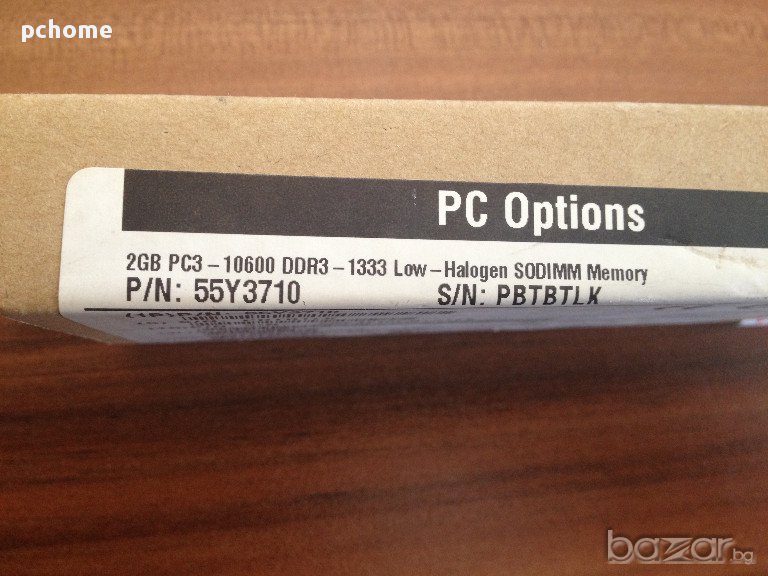 pchome
PC Options
2GB PC3-10600 DDR3-1333 Low-Halogen SODIMM Memory
P/N: 55Y3710 S/N: PBTBTLK
bazar.bg